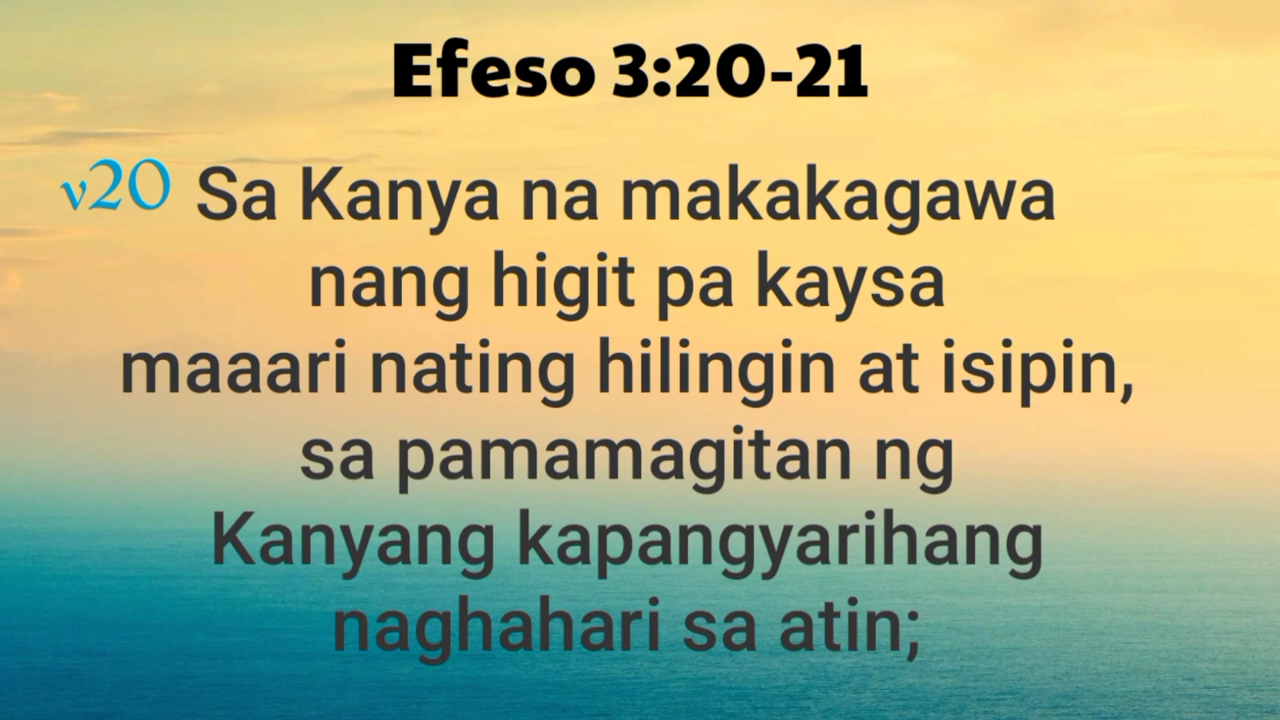 Efeso 3:20-21
v20 Sa Kanya na makakagawa
nang higit pa kaysa
maaari nating hilingin at isipin,
sa pamamagitan ng
Kanyang kapangyarihang
naghahari sa atin;